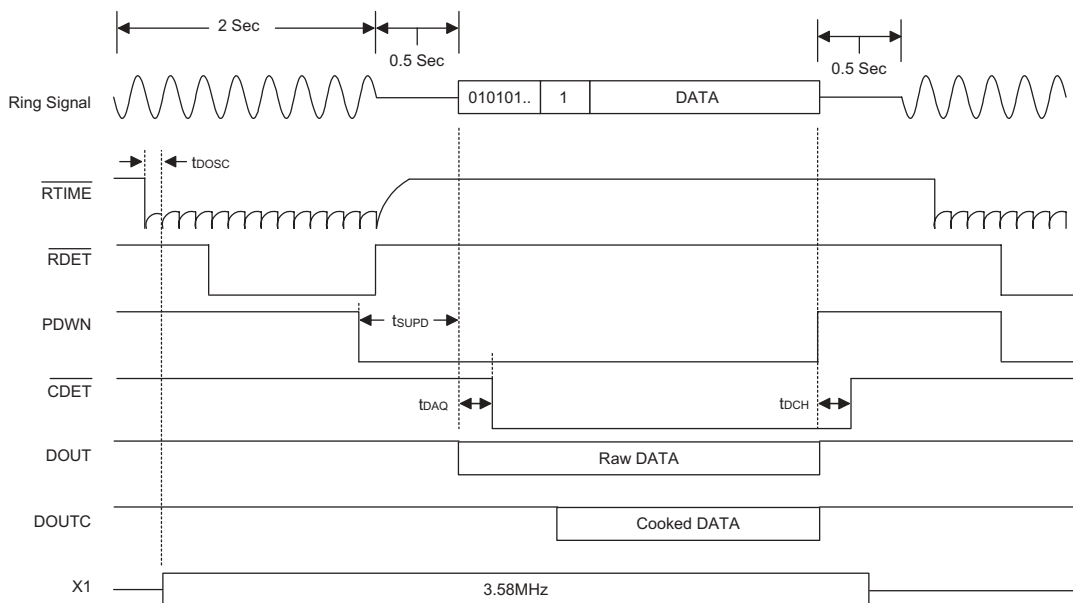 2 Sec
0.5 Sec
0.5 Sec
Ring Signal
010101..
1
DATA
tDOSC
RTIME
RDET
PDWN
tSUPD
CDET
tDAQ
tDCH
DOUT
Raw DATA
DOUTC
Cooked DATA
X1
3.58MHz